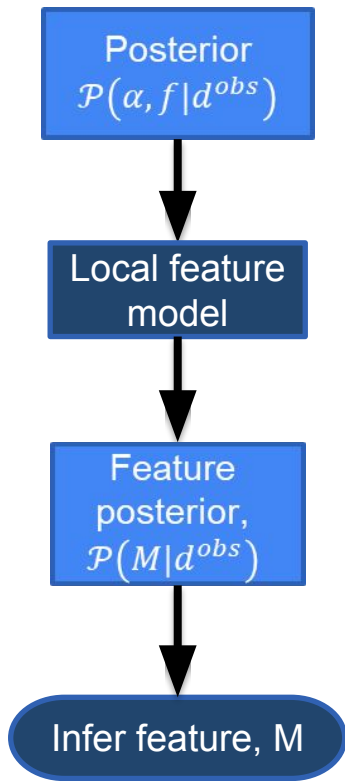 Posterior
𝒫(α, f|d^{obs})
Local feature
model
Feature
posterior,
𝒫(M|d^{obs})
Infer feature, M